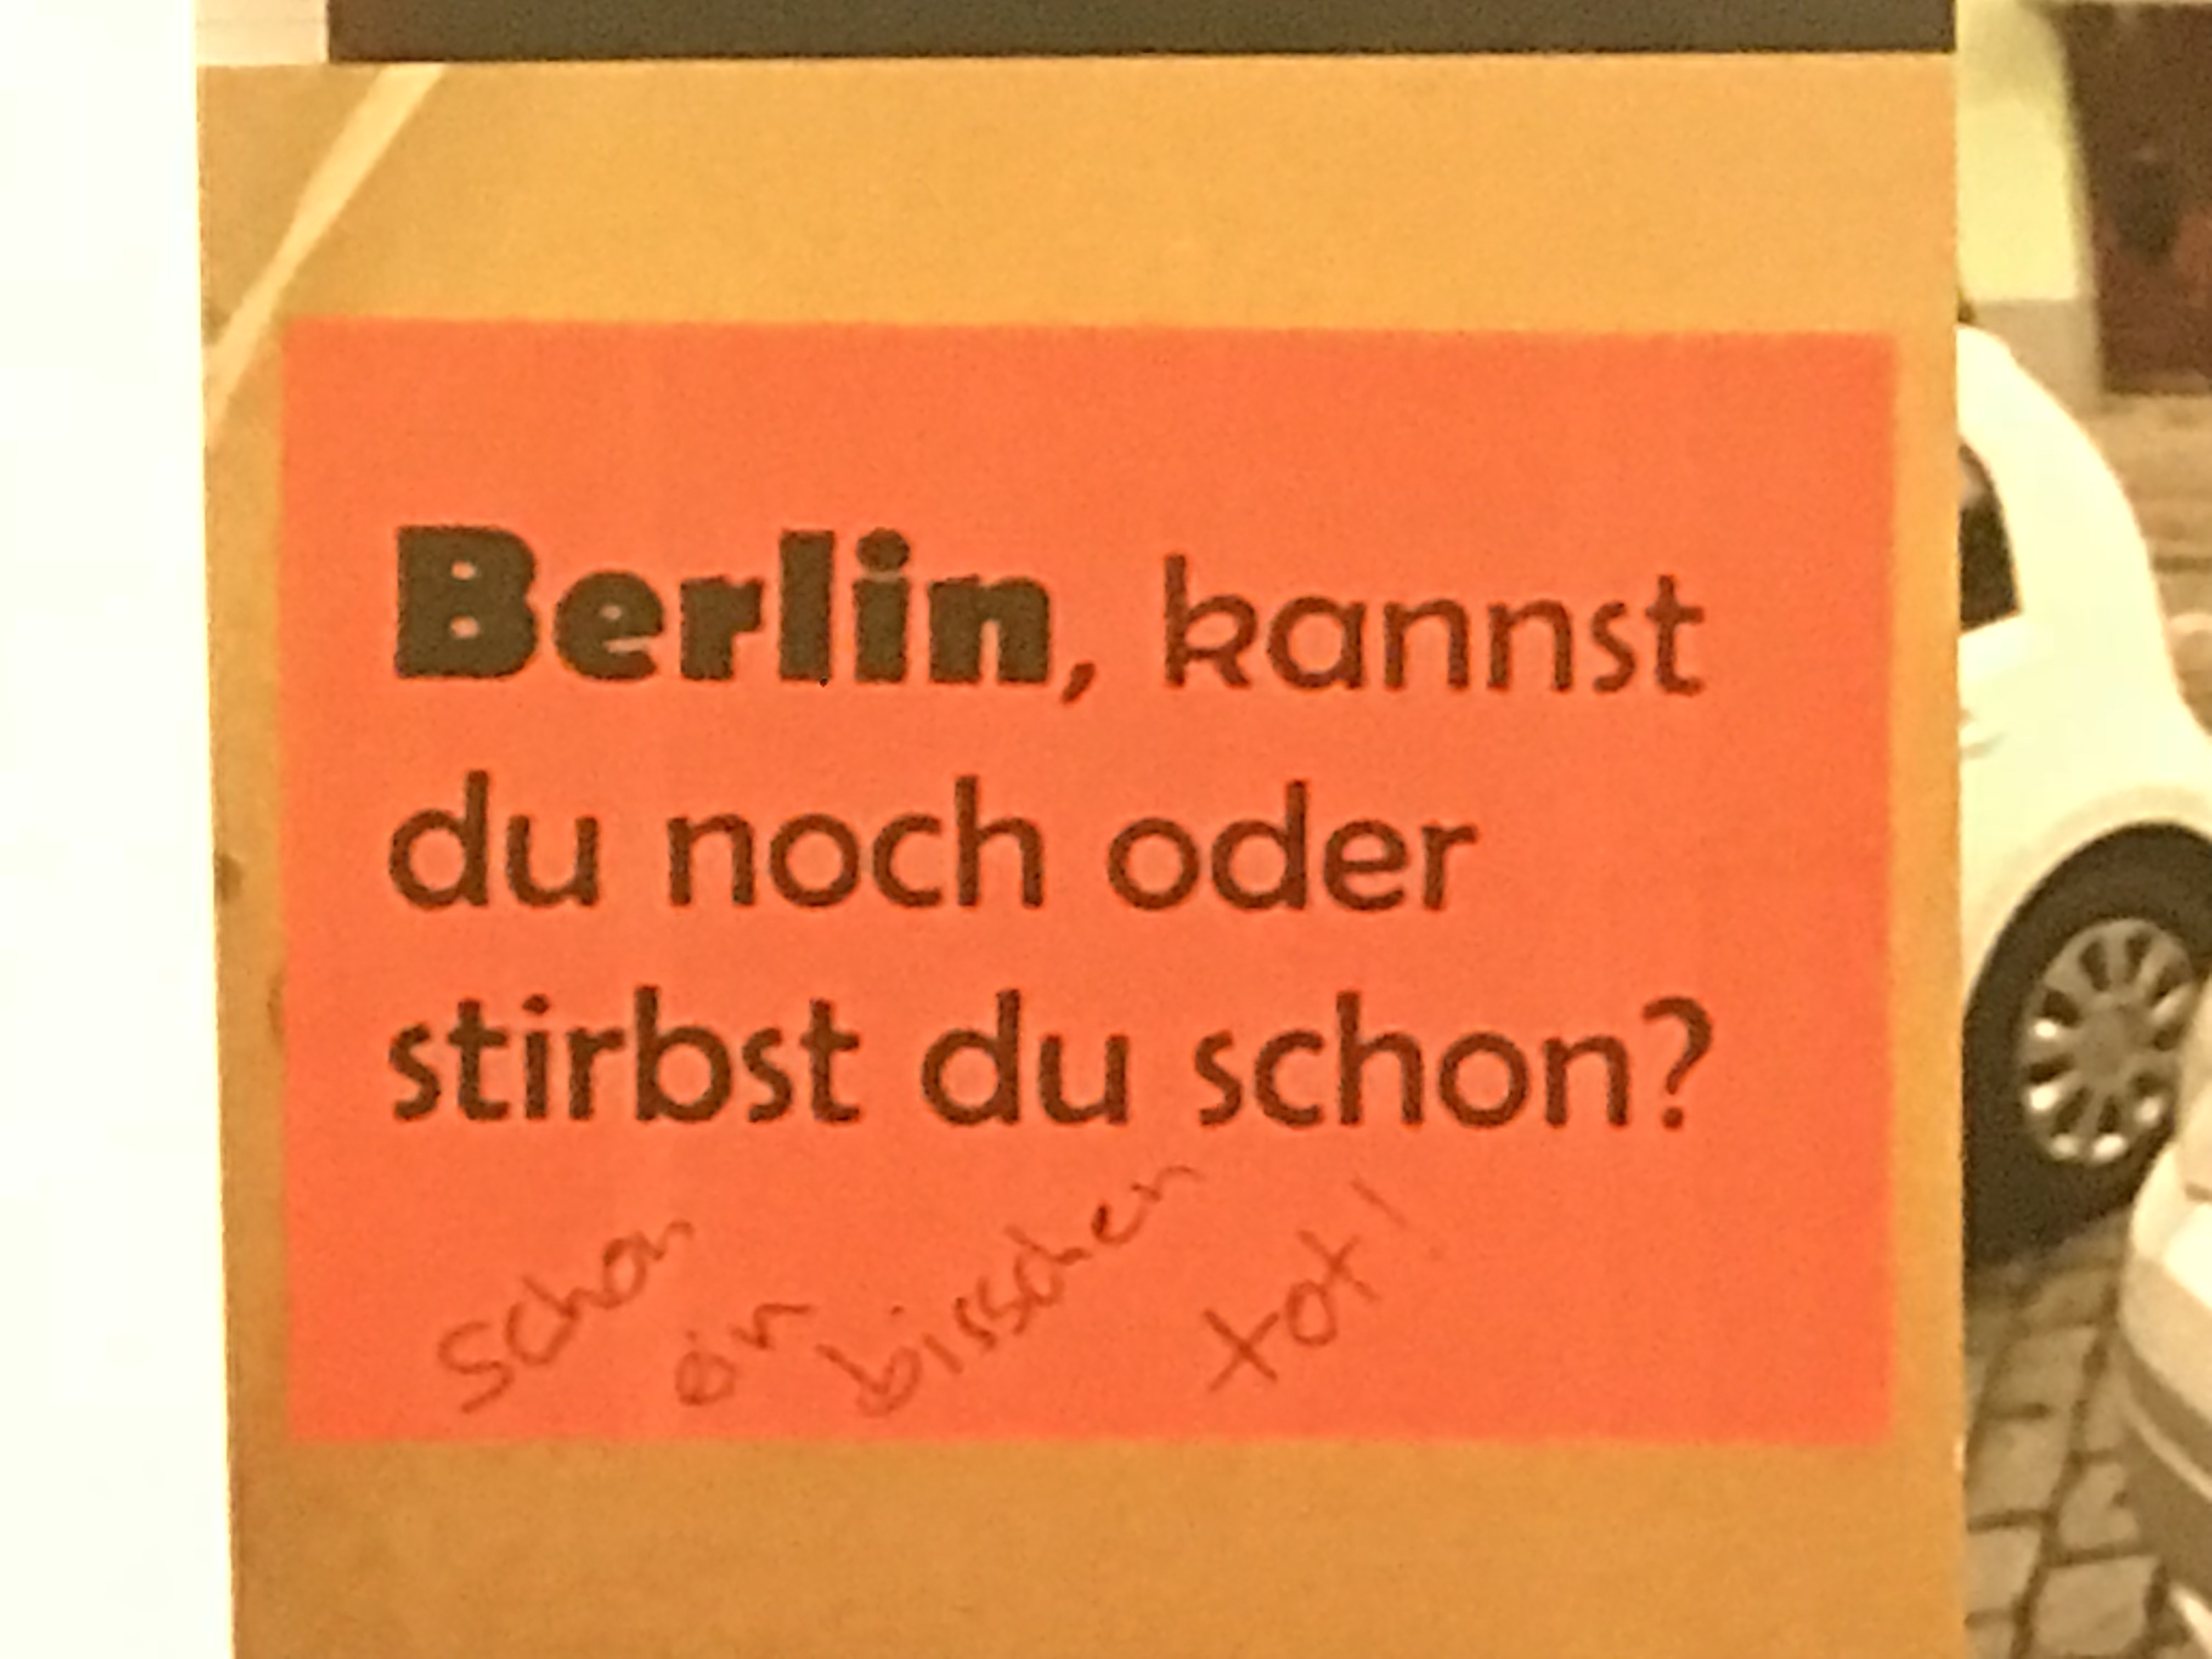 Berlin, kannst
du noch oder
stirbst du schon?
schon ein bisschen tot!